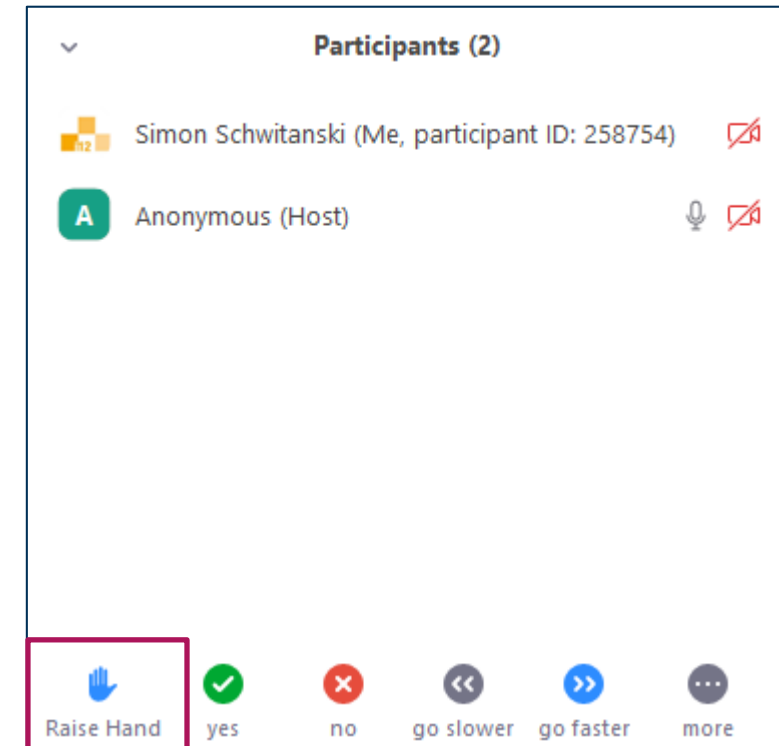 Participants (2)
12
Simon Schwitanski (Me, participant ID: 258754)
A
Anonymous (Host)
Raise Hand yes no go slower go faster more